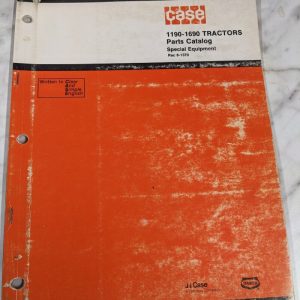 Case
1190-1690 TRACTORS
Parts Catalog
Special Equipment
Written In Clear
And
Simple
English
J I Case